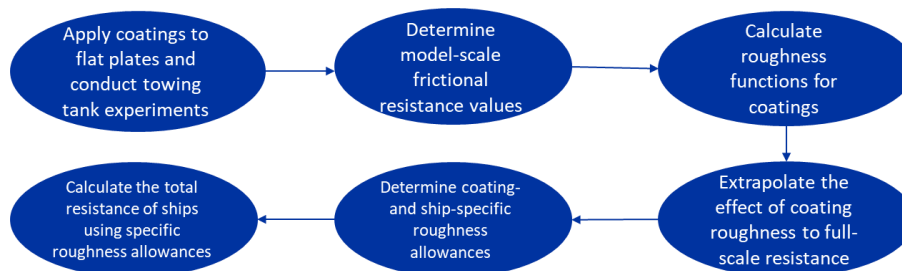 Apply coatings to
flat plates and
conduct towing
tank experiments
Determine
model-scale
frictional
resistance values
Calculate
roughness
functions for
coatings
Extrapolate the
effect of coating
roughness to full-
scale resistance
Determine coating-
and ship-specific
roughness
allowances
Calculate the total
resistance of ships
using specific
roughness allowances